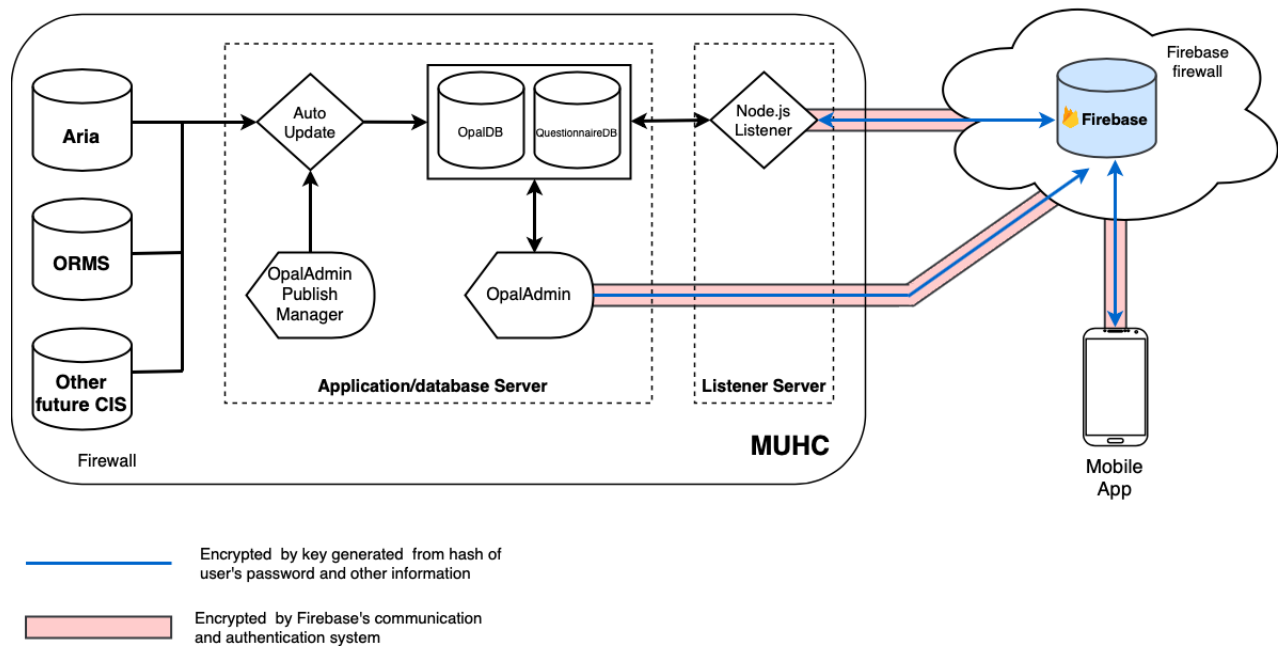 Aria
ORMS
Other
future CIS
Firewall
Auto
Update
OpalAdmin
Publish
Manager
OpalDB
QuestionnaireDB
OpalAdmin
Application/database Server
Node.js
Listener
Listener Server
MUHC
Firebase
firewall
Firebase
Mobile
App
Encrypted by key generated from hash of
user's password and other information
Encrypted by Firebase's communication
and authentication system